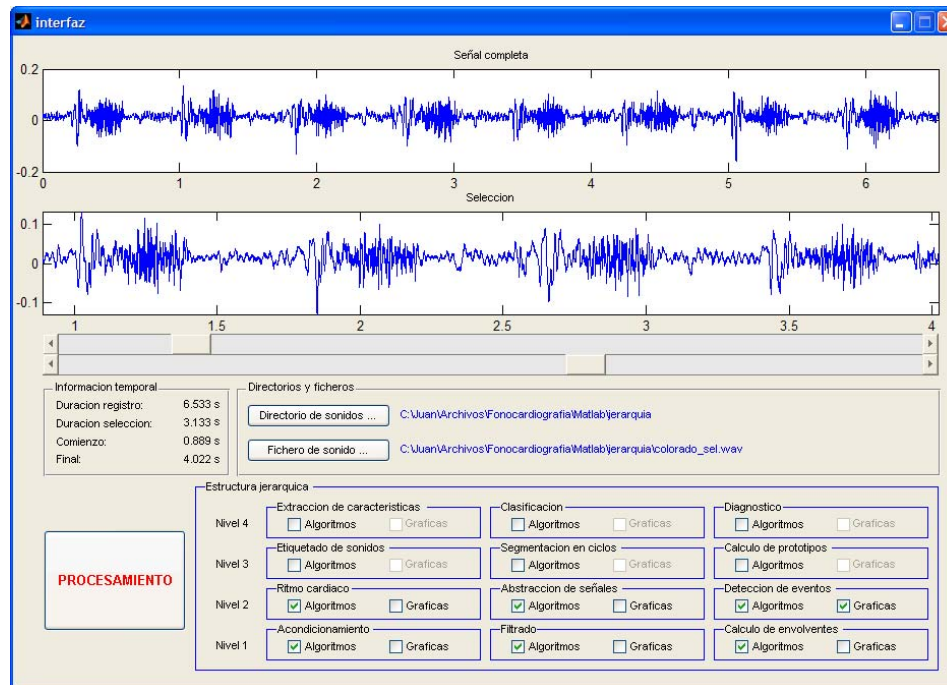 interfaz
Señal completa
0.2
0
-0.2
0 1 2 3 4 5 6
Seleccion
0.1
0
-0.1
1 1.5 2 2.5 3 3.5 4
Informacion temporal
Duracion registro: 6.533 s
Duracion seleccion: 3.133 s
Comienzo: 0.889 s
Final: 4.022 s
Directorios y ficheros
Directorio de sonidos ... C:\Juan\Archivos\Fonocardiografia\Matlab\jerarquia
Fichero de sonido ... C:\Juan\Archivos\Fonocardiografia\Matlab\jerarquia\colorado_sel.wav
PROCESAMIENTO
Estructura jerarquica
Extraccion de caracteristicas Clasificacion Diagnostico
Nivel 4 Algoritmos Graficas Algoritmos Graficas Algoritmos Graficas
Etiquetado de sonidos Segmentacion en ciclos Calculo de prototipos
Nivel 3 Algoritmos Graficas Algoritmos Graficas Algoritmos Graficas
Ritmo cardiaco Abstraccion de señales Deteccion de eventos
Nivel 2 Algoritmos Graficas Algoritmos Graficas Algoritmos Graficas
Acondicionamiento Filtrado Calculo de envolventes
Nivel 1 Algoritmos Graficas Algoritmos Graficas Algoritmos Graficas